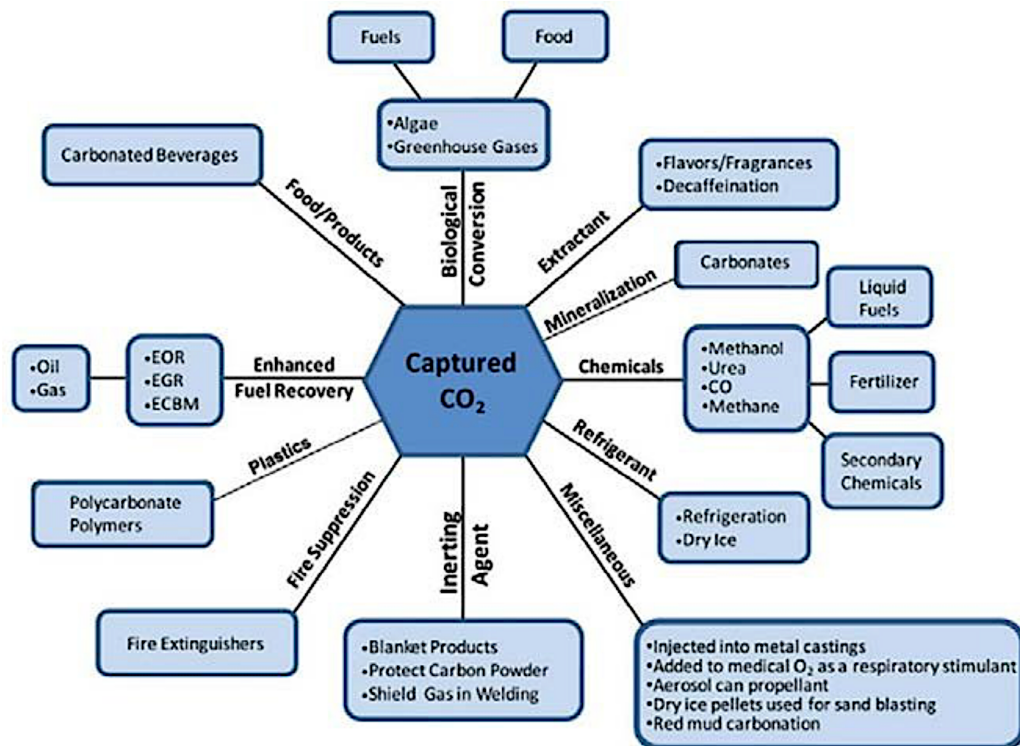 Fuels
Food
•Algae
•Greenhouse Gases
Carbonated Beverages
•Flavors/Fragrances
•Decaffeination
Food/Products
Biological
Conversion
Extractant
Mineralization
Carbonates
Liquid
Fuels
•Oil
•Gas
•EOR
•EGR
•ECBM
Enhanced
Fuel Recovery
Captured
CO₂
Chemicals
•Methanol
•Urea
•CO
•Methane
Fertilizer
Secondary
Chemicals
Plastics
Polycarbonate
Polymers
Refrigerant
•Refrigeration
•Dry Ice
Fire Suppression
Inerting
Agent
Miscellaneous
Fire Extinguishers
•Blanket Products
•Protect Carbon Powder
•Shield Gas in Welding
•Injected into metal castings
•Added to medical O₂ as a respiratory stimulant
•Aerosol can propellant
•Dry ice pellets used for sand blasting
•Red mud carbonation